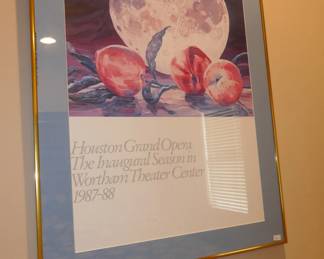 Houston Grand Opera
The Inaugural Season in
Wortham Theater Center
1987-88